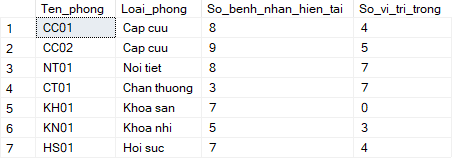 Ten_phong Loai_phong So_benh_nhan_hien_tai So_vi_tri_trong
1 CC01 Cap cuu 8 4
2 CC02 Cap cuu 9 5
3 NT01 Noi tiet 8 7
4 CT01 Chan thuong 3 7
5 KH01 Khoa san 7 0
6 KN01 Khoa nhi 5 3
7 HS01 Hoi suc 7 4